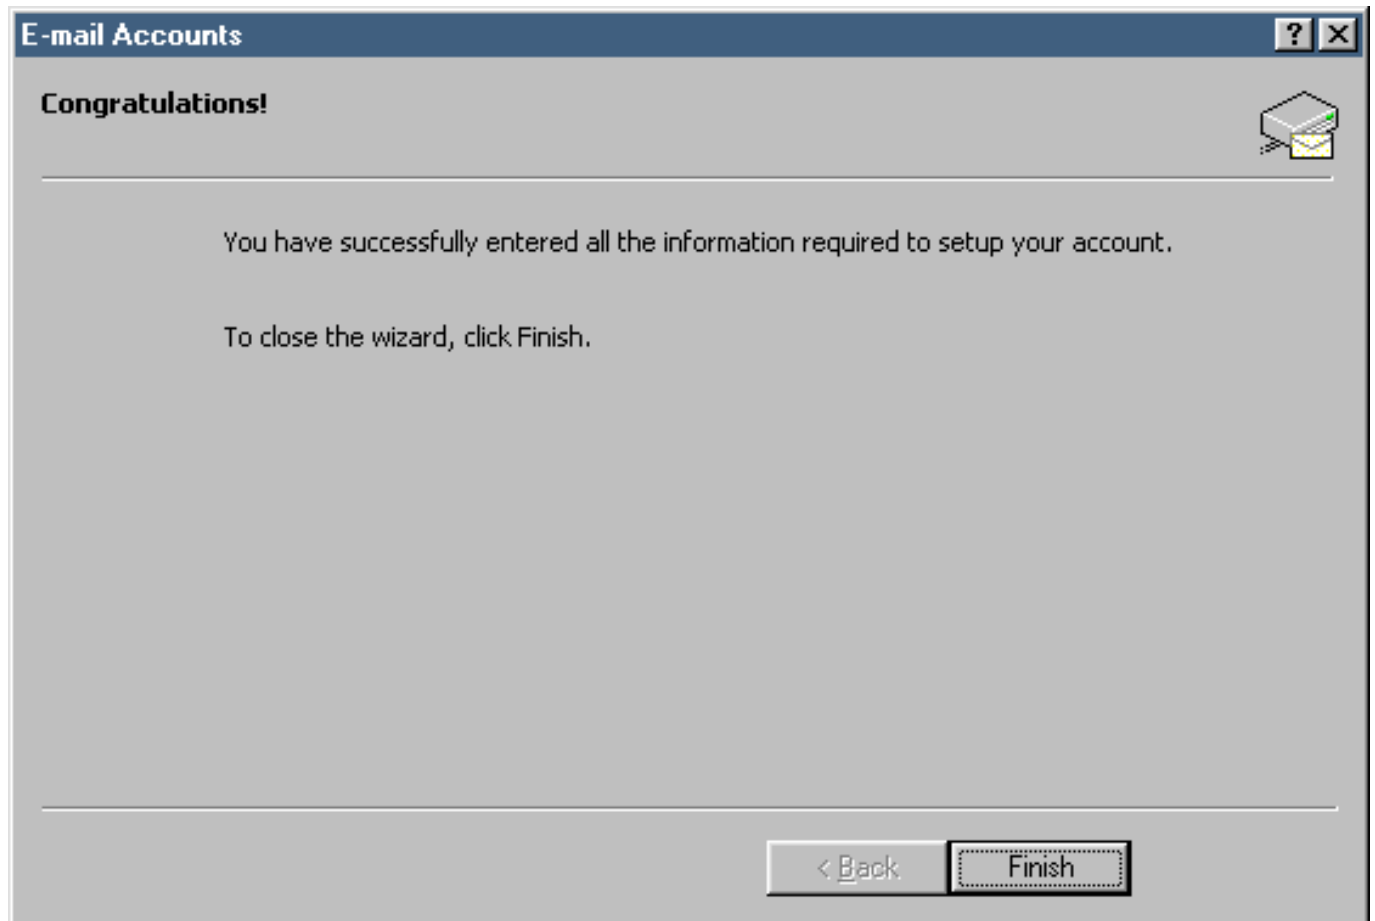 E-mail Accounts
Congratulations!
You have successfully entered all the information required to setup your account.
To close the wizard, click Finish.
< Back
Finish